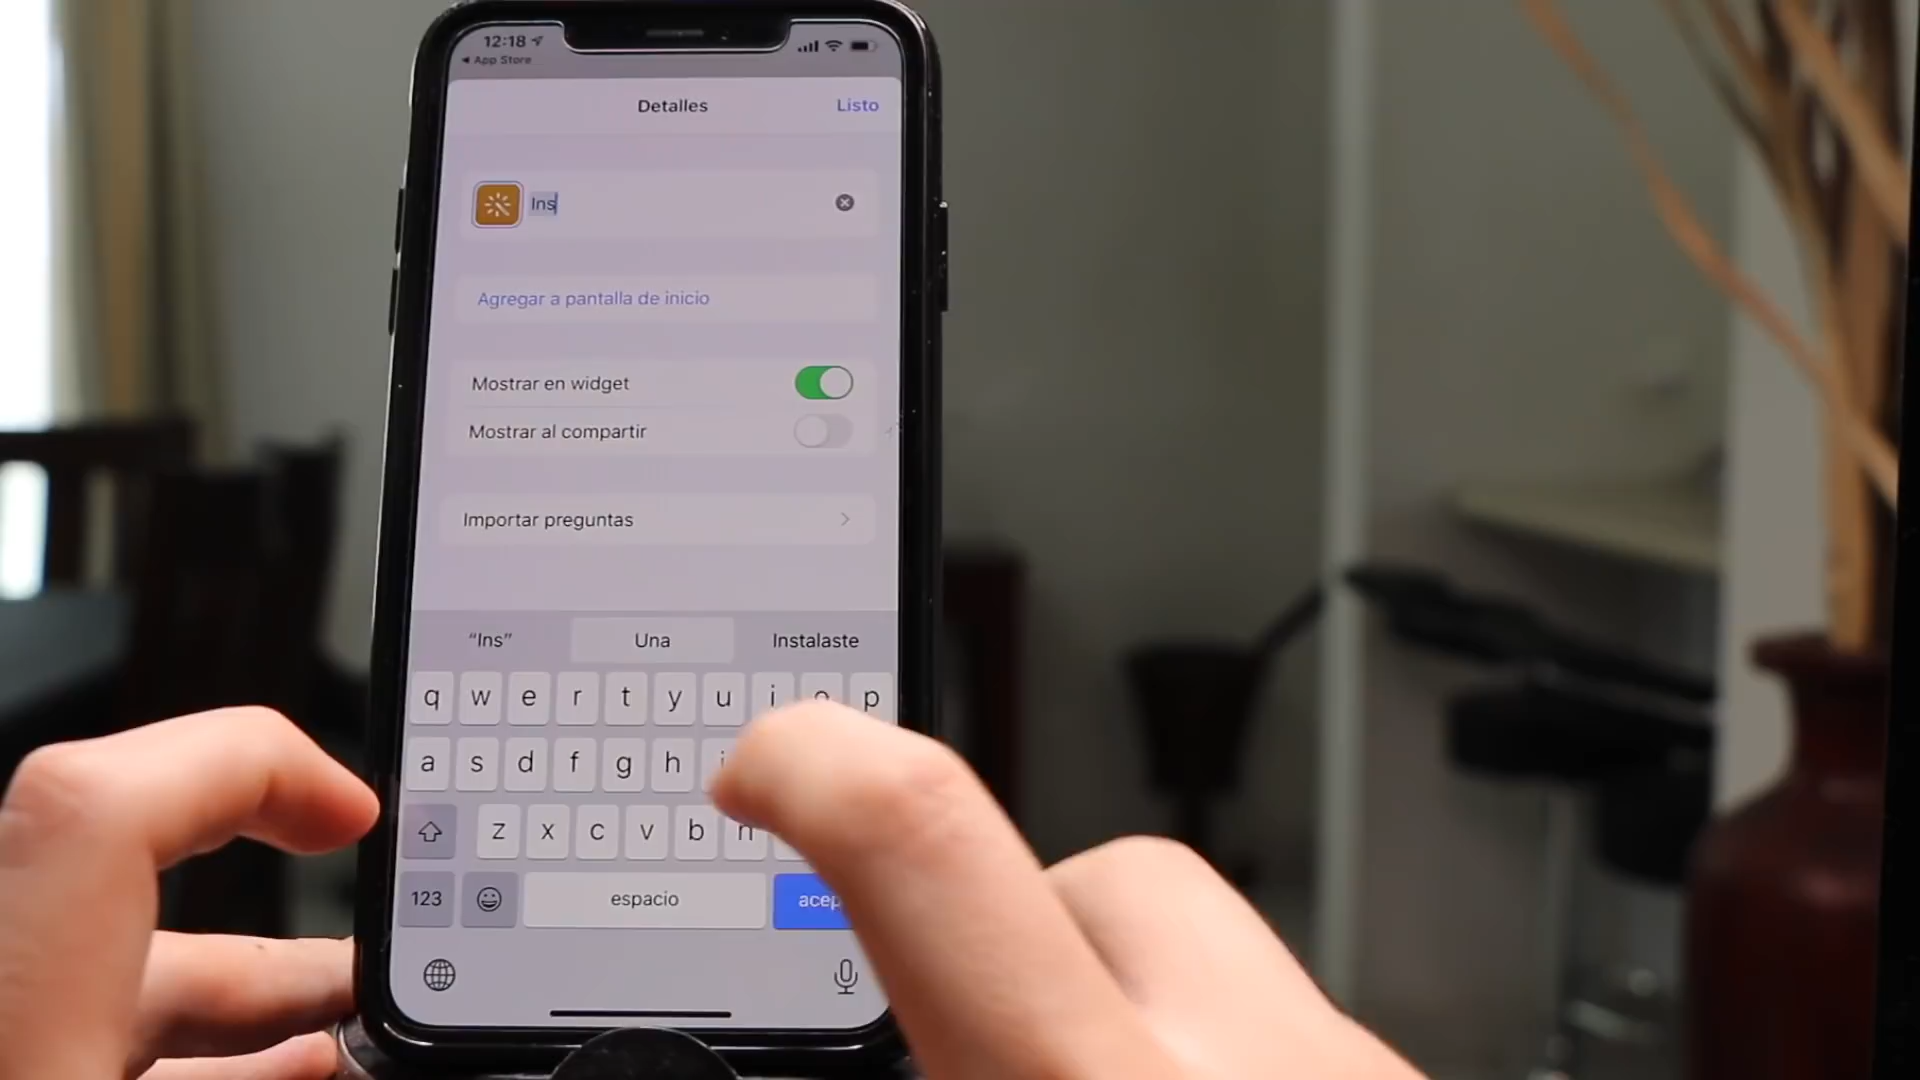 12:18
App Store
Detalles
Listo
Ins
Agregar a pantalla de inicio
Mostrar en widget
Mostrar al compartir
Importar preguntas
“Ins” Una Instalaste
q w e r t y u i o p
a s d f g h
z x c v b n
123 espacio